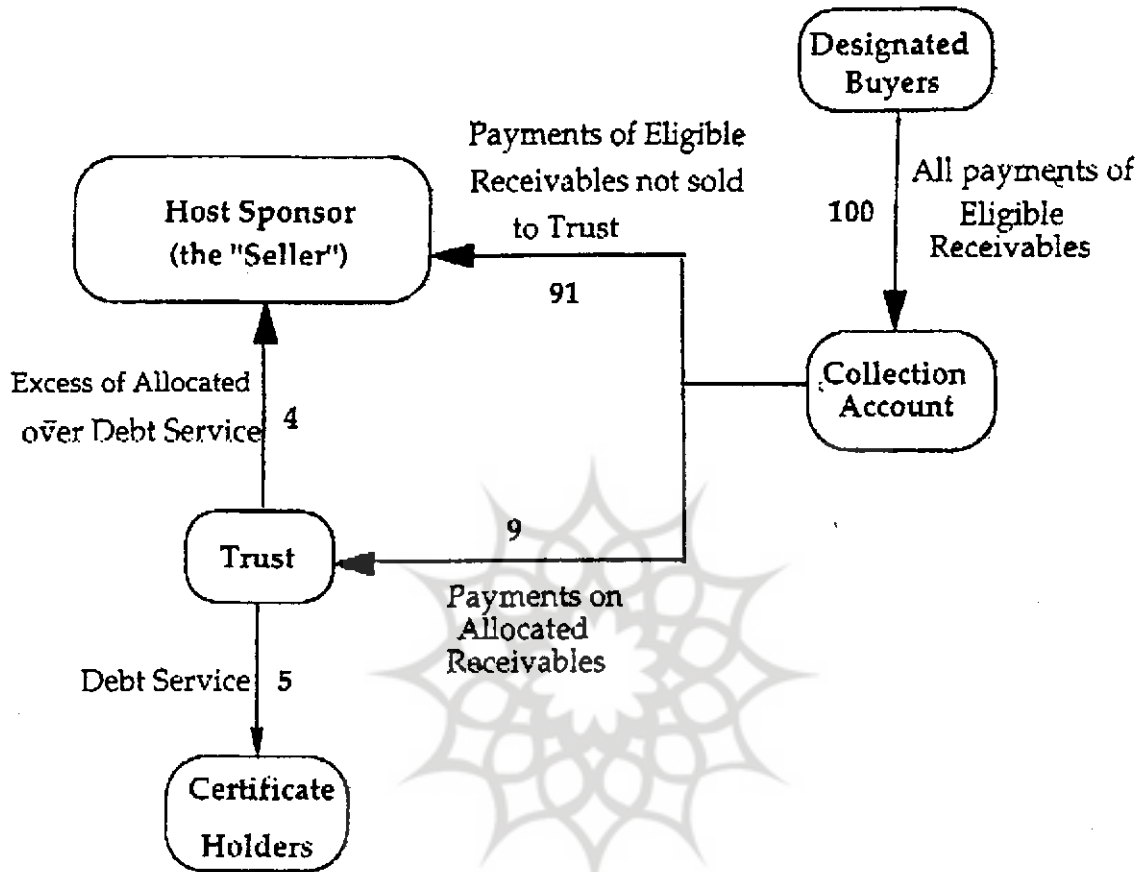 Designated
Buyers
Payments of Eligible
Receivables not sold
to Trust
All payments of
Eligible
Receivables
100
Host Sponsor
(the "Seller")
91
Collection
Account
Excess of Allocated
over Debt Service
4
9
Trust
Payments on
Allocated
Receivables
Debt Service
5
Certificate
Holders